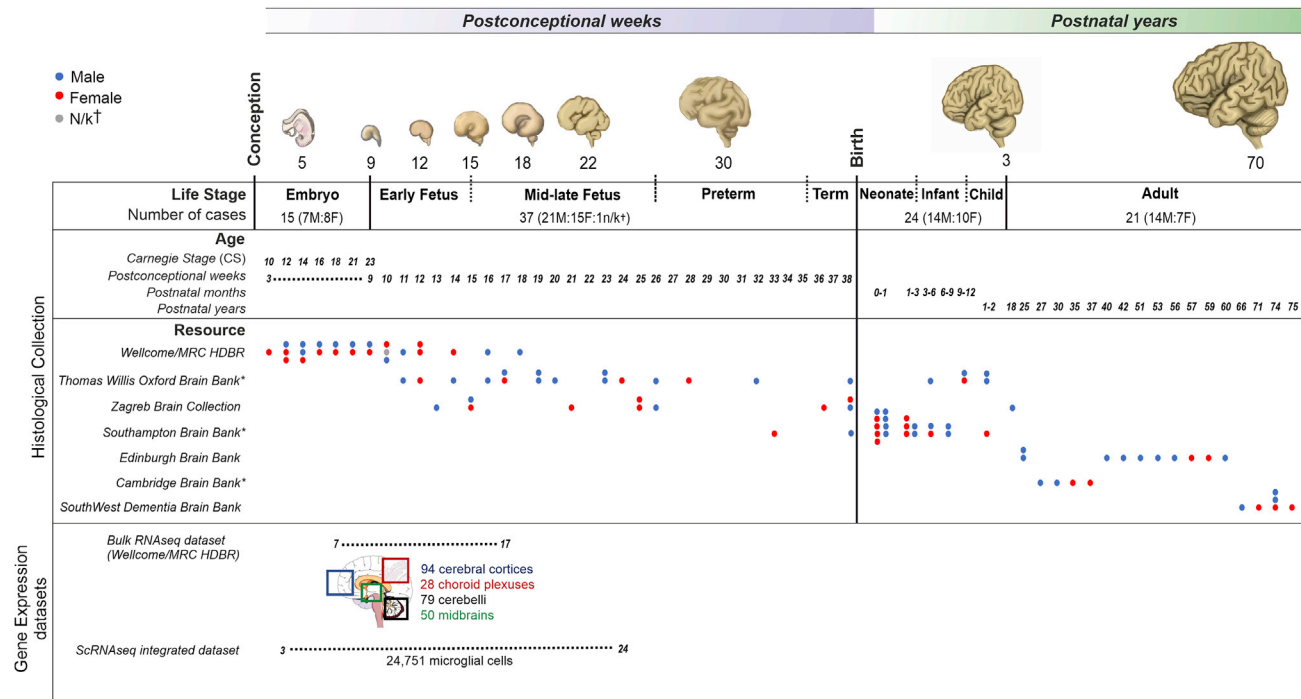 Postconceptional weeks Postnatal years
Male
Female
N/k†
Conception
Birth
5 9 12 15 18 22 30 3 70
Life Stage Embryo Early Fetus Mid-late Fetus Preterm Term Neonate Infant Child Adult
Number of cases 15 (7M:8F) 37 (21M:15F:1n/k†) 24 (14M:10F) 21 (14M:7F)
Histological Collection
Age
Carnegie Stage (CS) 10 12 14 16 18 21 23
Postconceptional weeks 3 9 10 11 12 14 13 15 16 17 18 19 20 21 22 23 24 25 26 27 28 29 30 31 32 33 34 35 36 37 38
Postnatal months 0-1 1-3 3-6 6-9 9-12
Postnatal years 1-2 18 25 27 30 35 37 40 42 51 53 56 57 59 60 66 71 74 75
Resource
Wellcome/MRC HDBR
Thomas Willis Oxford Brain Bank*
Zagreb Brain Collection
Southampton Brain Bank*
Edinburgh Brain Bank
Cambridge Brain Bank*
SouthWest Dementia Brain Bank
Gene Expression
datasets
Bulk RNAseq dataset 7 17
(Wellcome/MRC HDBR)
94 cerebral cortices
28 choroid plexuses
79 cerebelli
50 midbrains
ScRNAseq integrated dataset 3 24
24,751 microglial cells